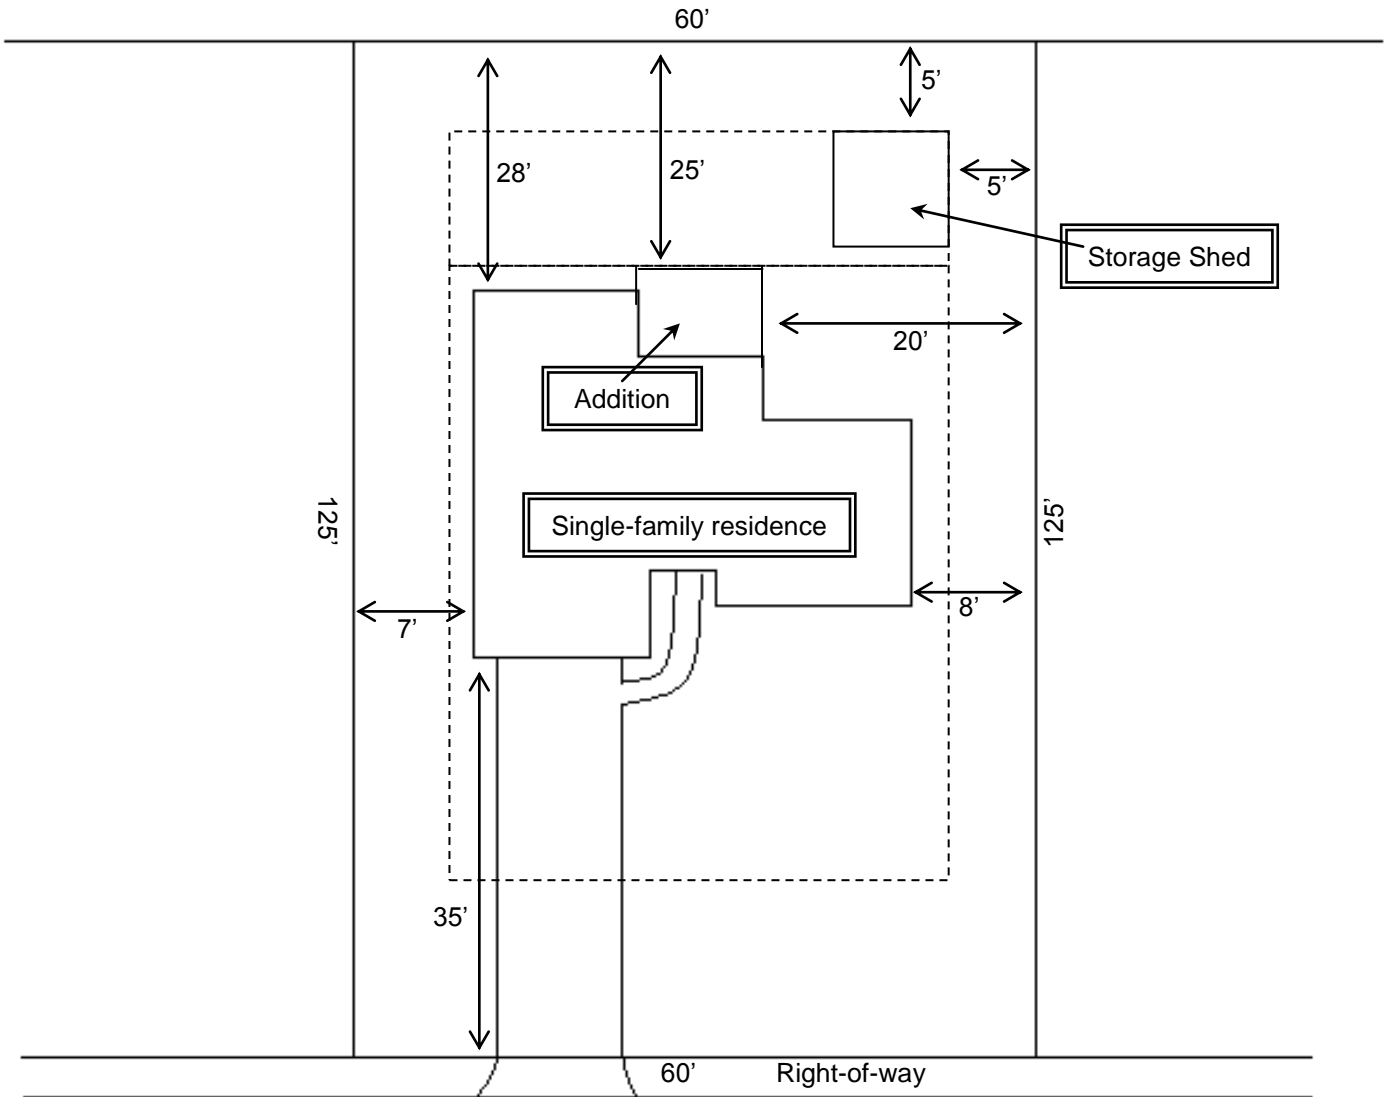 60’
5’
28’
25’
5’
Storage Shed
20’
Addition
125’
Single-family residence
125’
7’
8’
35’
60’ Right-of-way